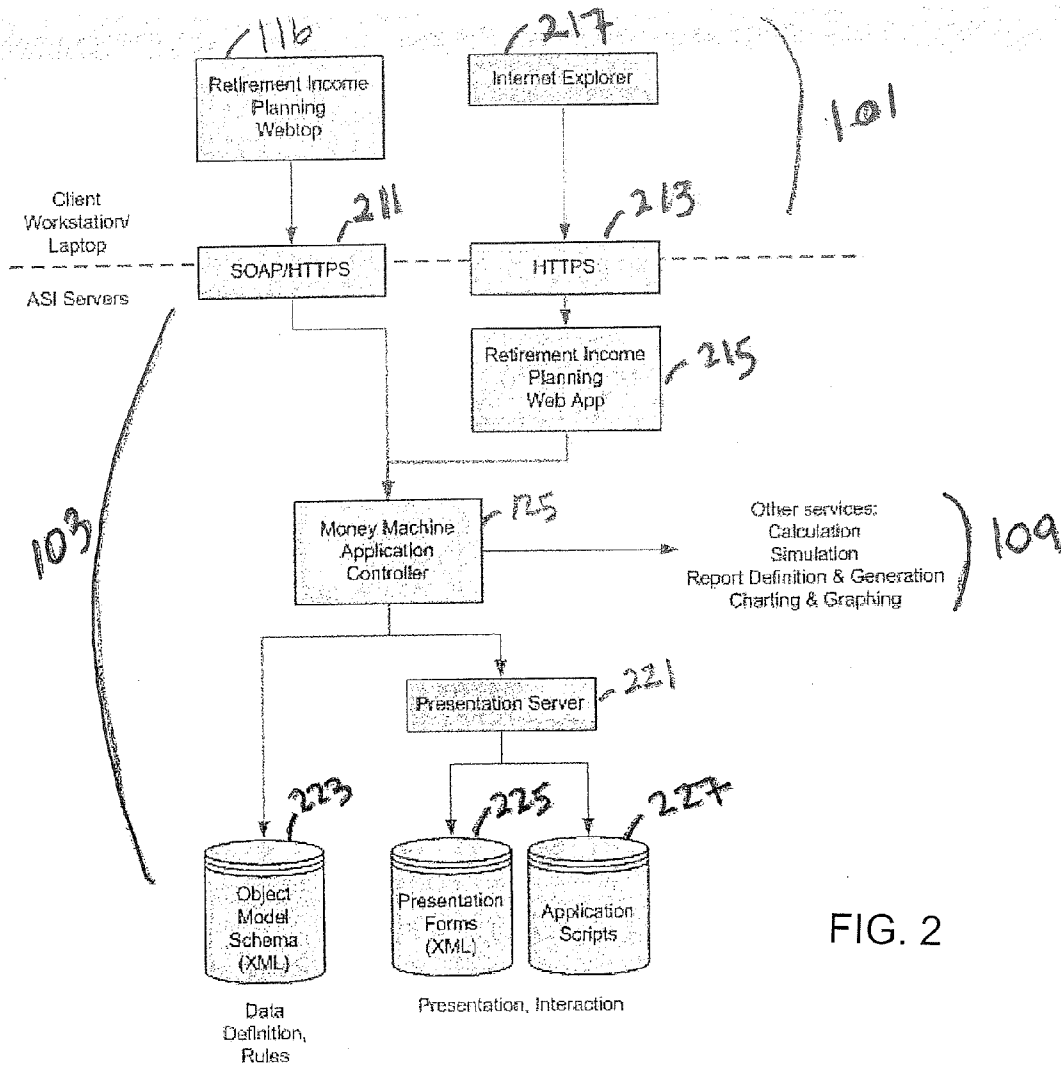 116
217
Retirement Income
Planning
Webtop
Internet Explorer
101
Client
Workstation/
Laptop
211
213
SOAP/HTTPS
HTTPS
ASI Servers
Retirement Income
Planning
Web App
215
103
Money Machine
Application
Controller
125
Other services:
Calculation
Simulation
Report Definition & Generation
Charting & Graphing
109
Presentation Server
221
223
225
227
Object
Model
Schema
(XML)
Presentation
Forms
(XML)
Application
Scripts
FIG. 2
Data
Definition,
Rules
Presentation, Interaction